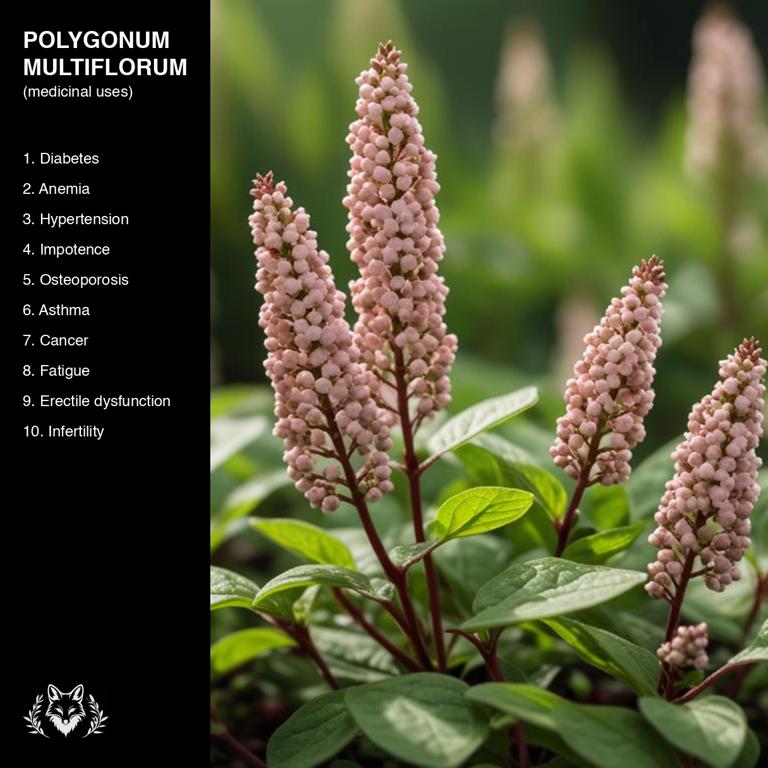 POLYGONUM
MULTIFLORUM
(medicinal uses)
1. Diabetes
2. Anemia
3. Hypertension
4. Impotence
5. Osteoporosis
6. Asthma
7. Cancer
8. Fatigue
9. Erectile dysfunction
10. Infertility